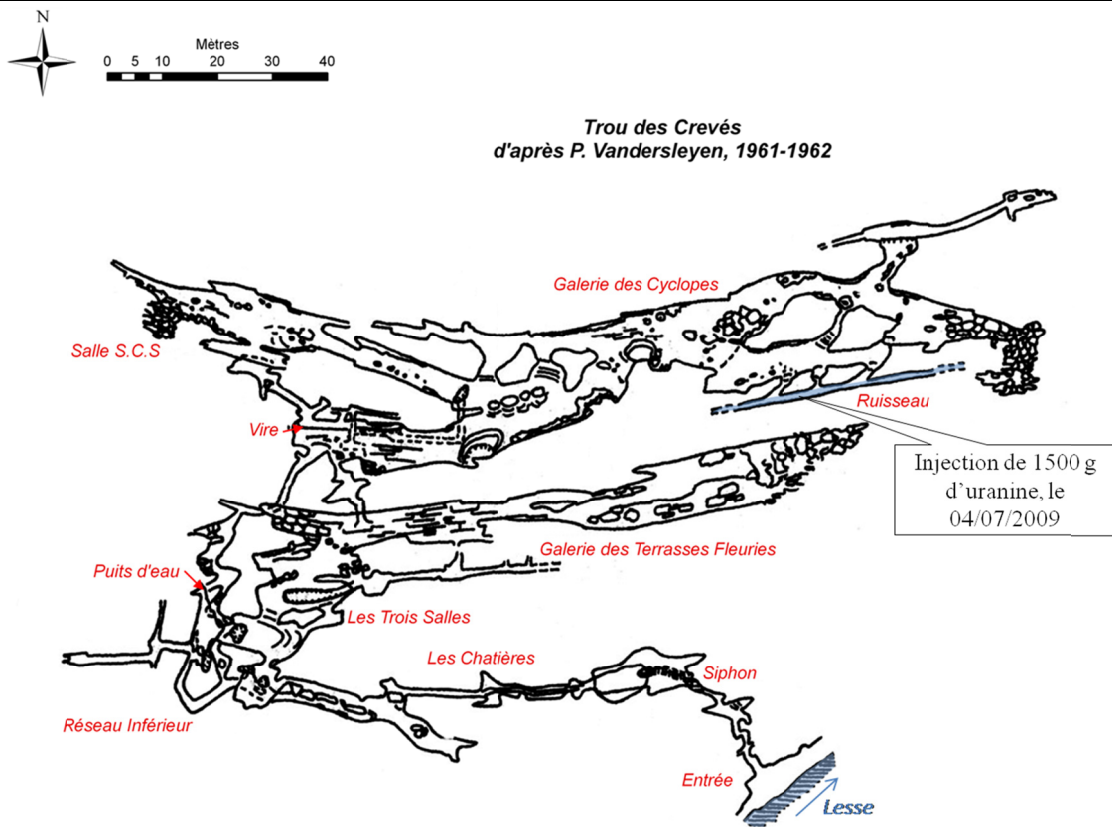 N
Mètres
0 5 10 20 30 40
Trou des Crevés
d'après P. Vandersleyen, 1961-1962
Galerie des Cyclopes
Salle S.C.S
Ruisseau
Vire
Injection de 1500 g
d'uranine, le
04/07/2009
Galerie des Terrasses Fleuries
Puits d'eau
Les Trois Salles
Les Chatières
Siphon
Réseau Inférieur
Entrée
Lesse